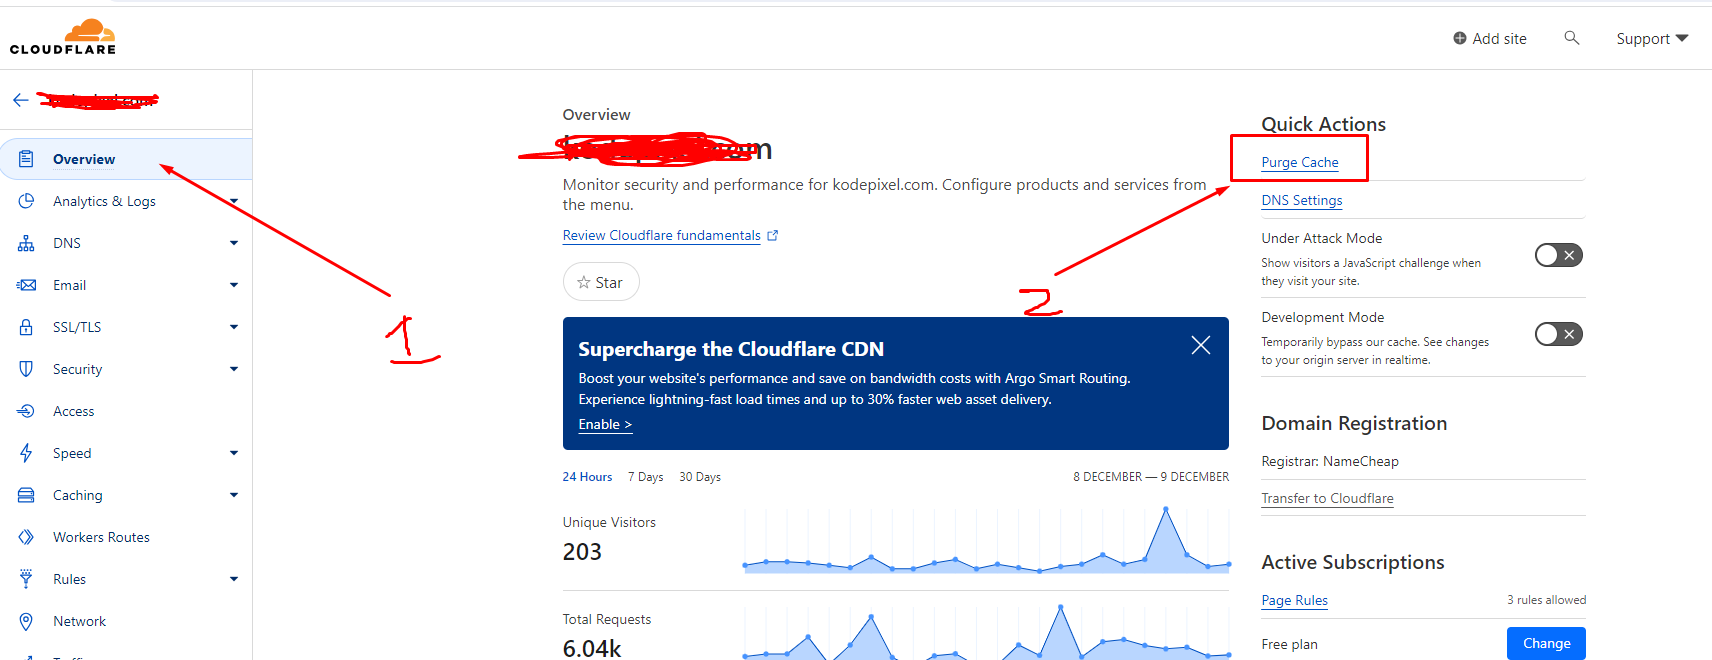 CLOUDFLARE
Add site
Support
Overview
Analytics & Logs
DNS
Email
SSL/TLS
Security
Access
Speed
Caching
Workers Routes
Rules
Network
1
Overview
Monitor security and performance for kodepixel.com. Configure products and services from
the menu.
Review Cloudflare fundamentals
Star
2
Supercharge the Cloudflare CDN
Boost your website's performance and save on bandwidth costs with Argo Smart Routing.
Experience lightning-fast load times and up to 30% faster web asset delivery.
Enable >
24 Hours 7 Days 30 Days 8 DECEMBER — 9 DECEMBER
Unique Visitors
203
Total Requests
6.04k
Quick Actions
Purge Cache
DNS Settings
Under Attack Mode
Show visitors a JavaScript challenge when
they visit your site.
Development Mode
Temporarily bypass our cache. See changes
to your origin server in realtime.
Domain Registration
Registrar: NameCheap
Transfer to Cloudflare
Active Subscriptions
Page Rules 3 rules allowed
Free plan Change